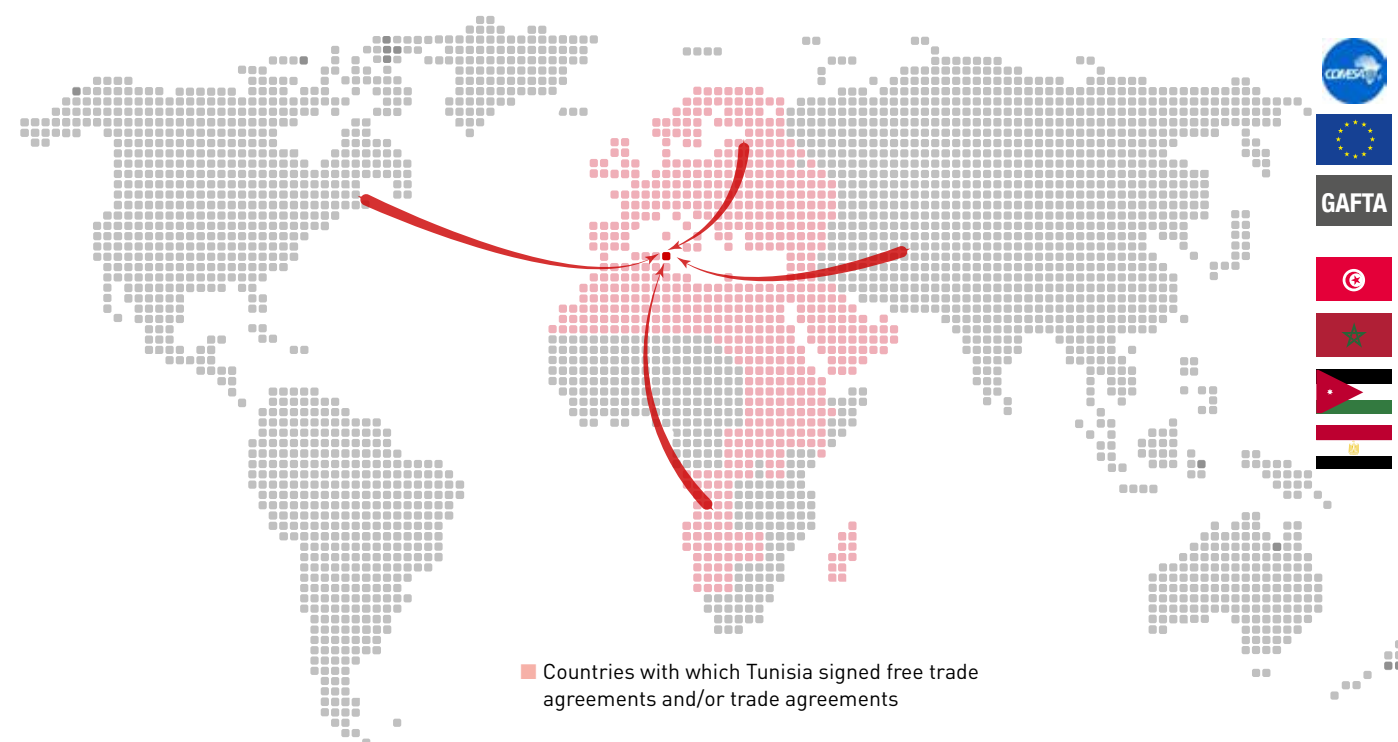 COMESA
GAFTA
Countries with which Tunisia signed free trade
agreements and/or trade agreements